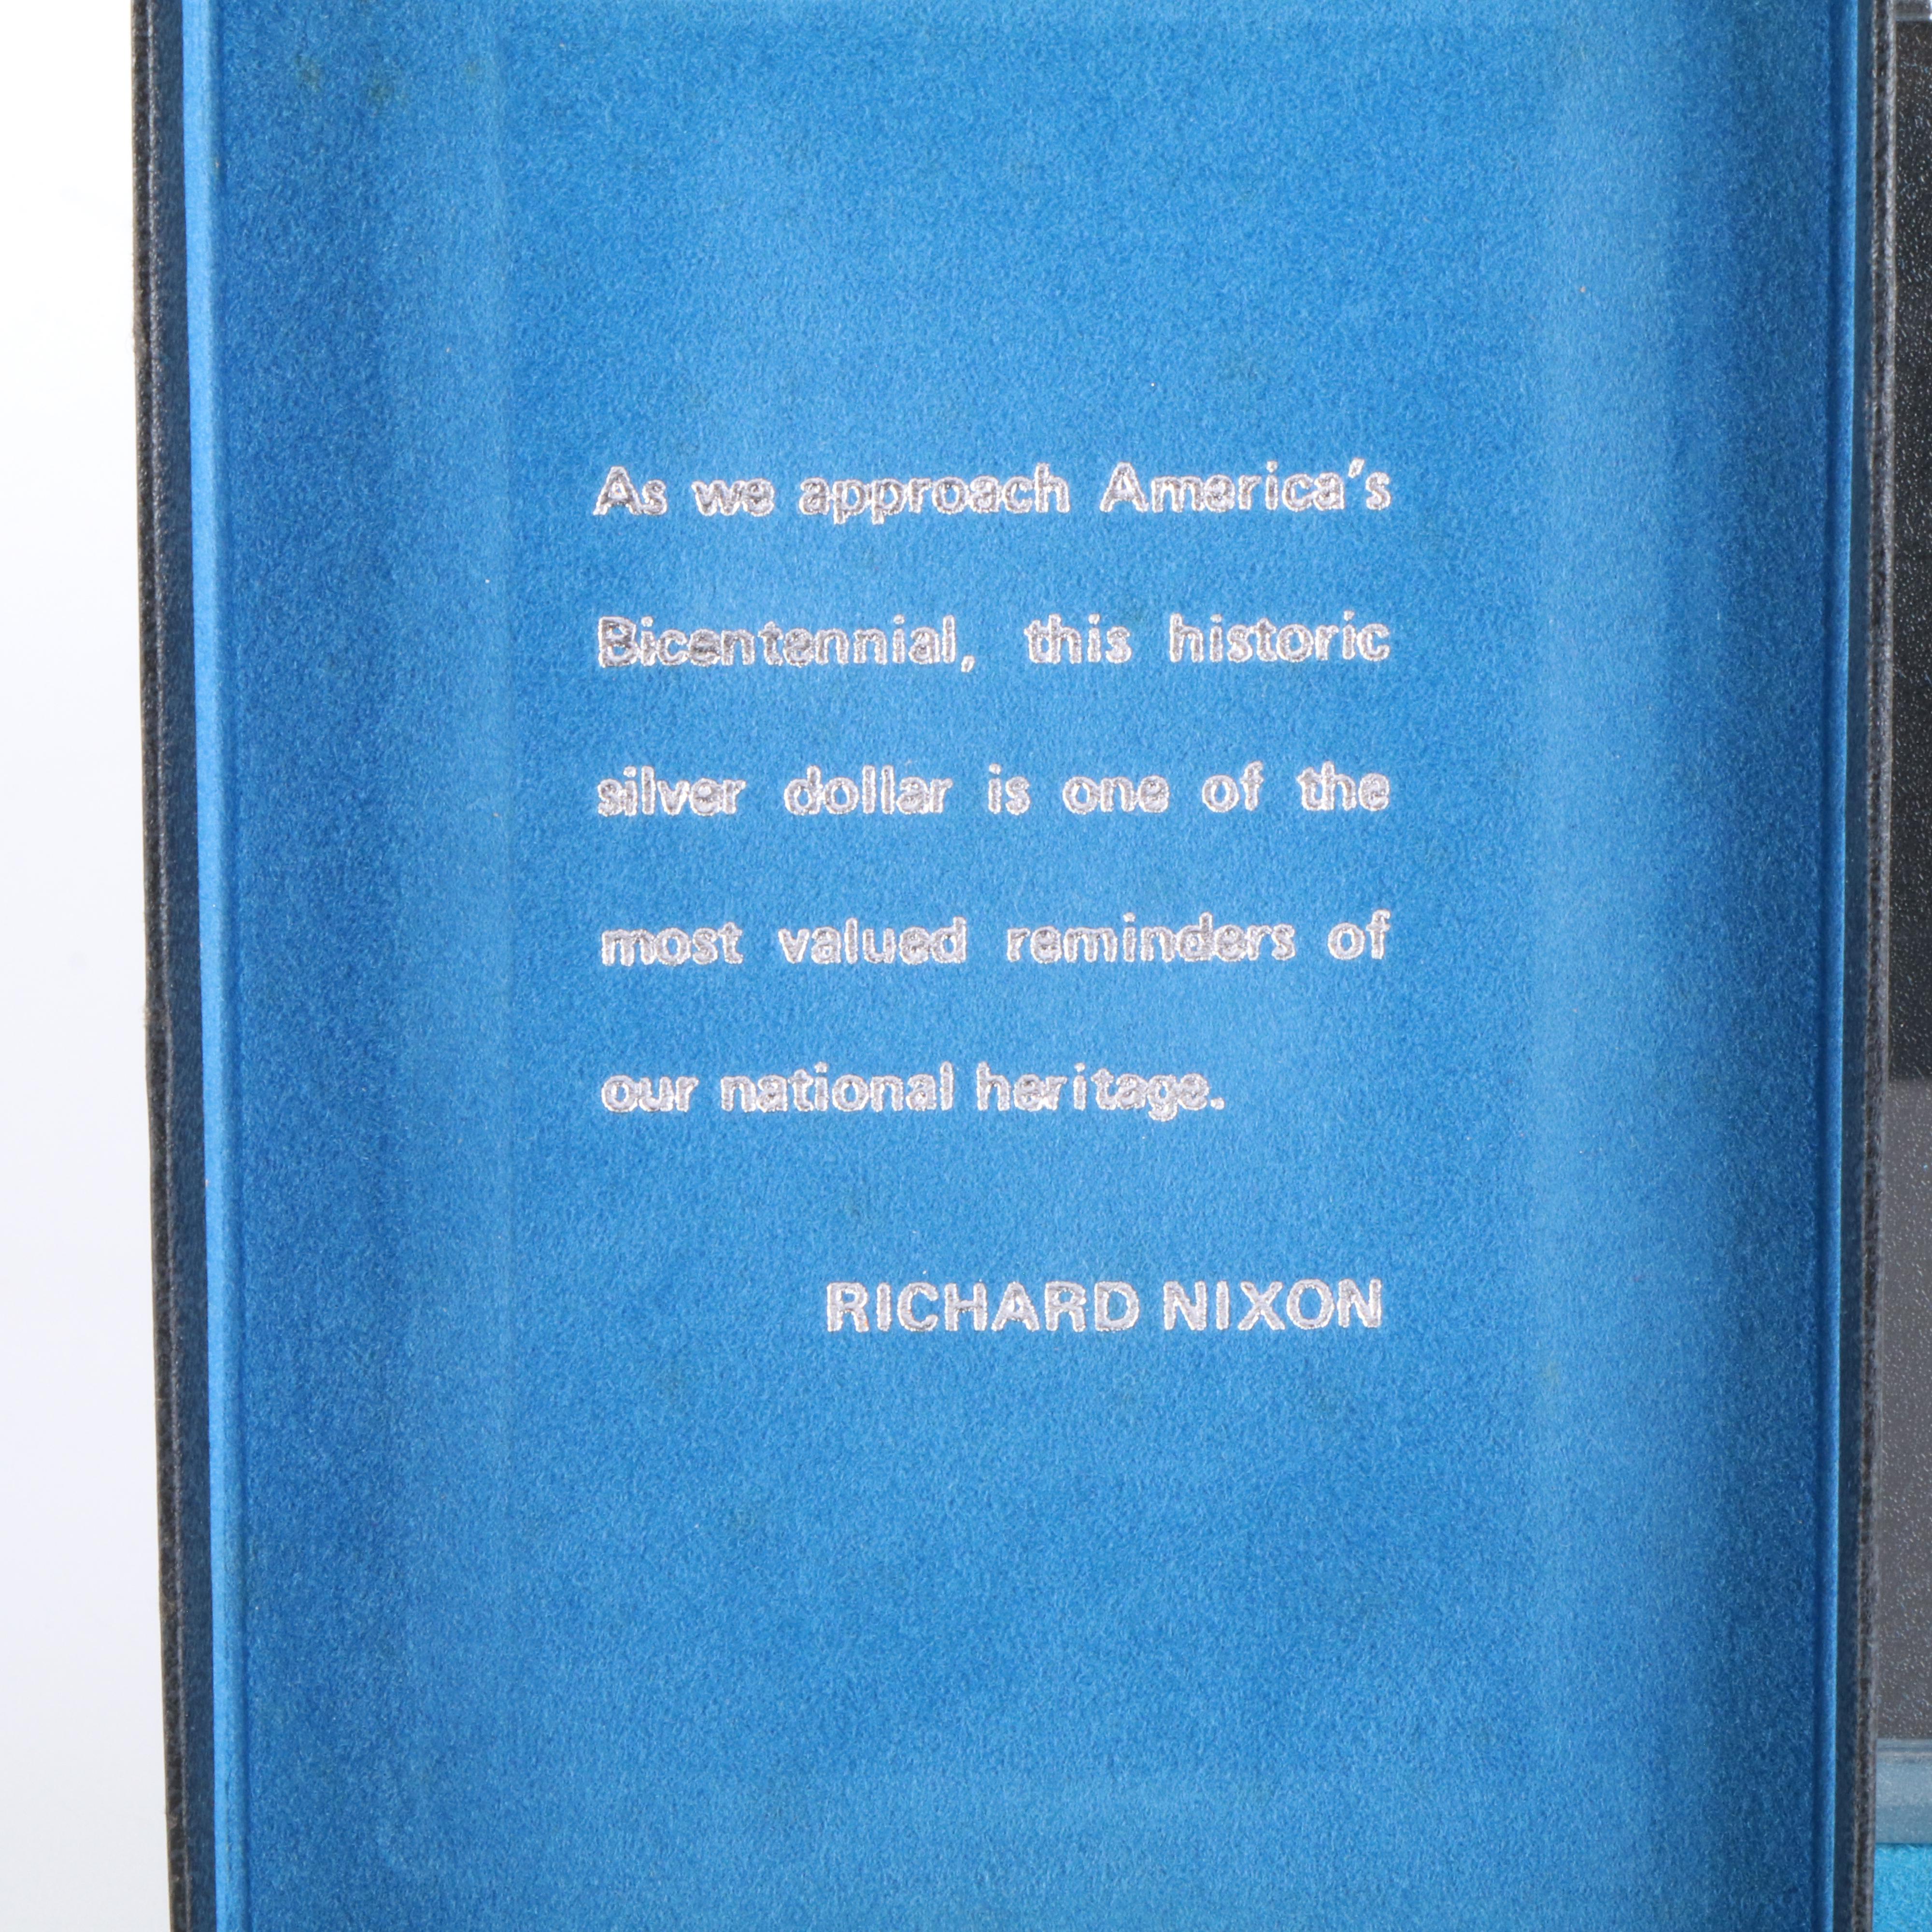 As we approach America's
Bicentennial, this historic
silver dollar is one of the
most valued reminders of
our national heritage.
RICHARD NIXON